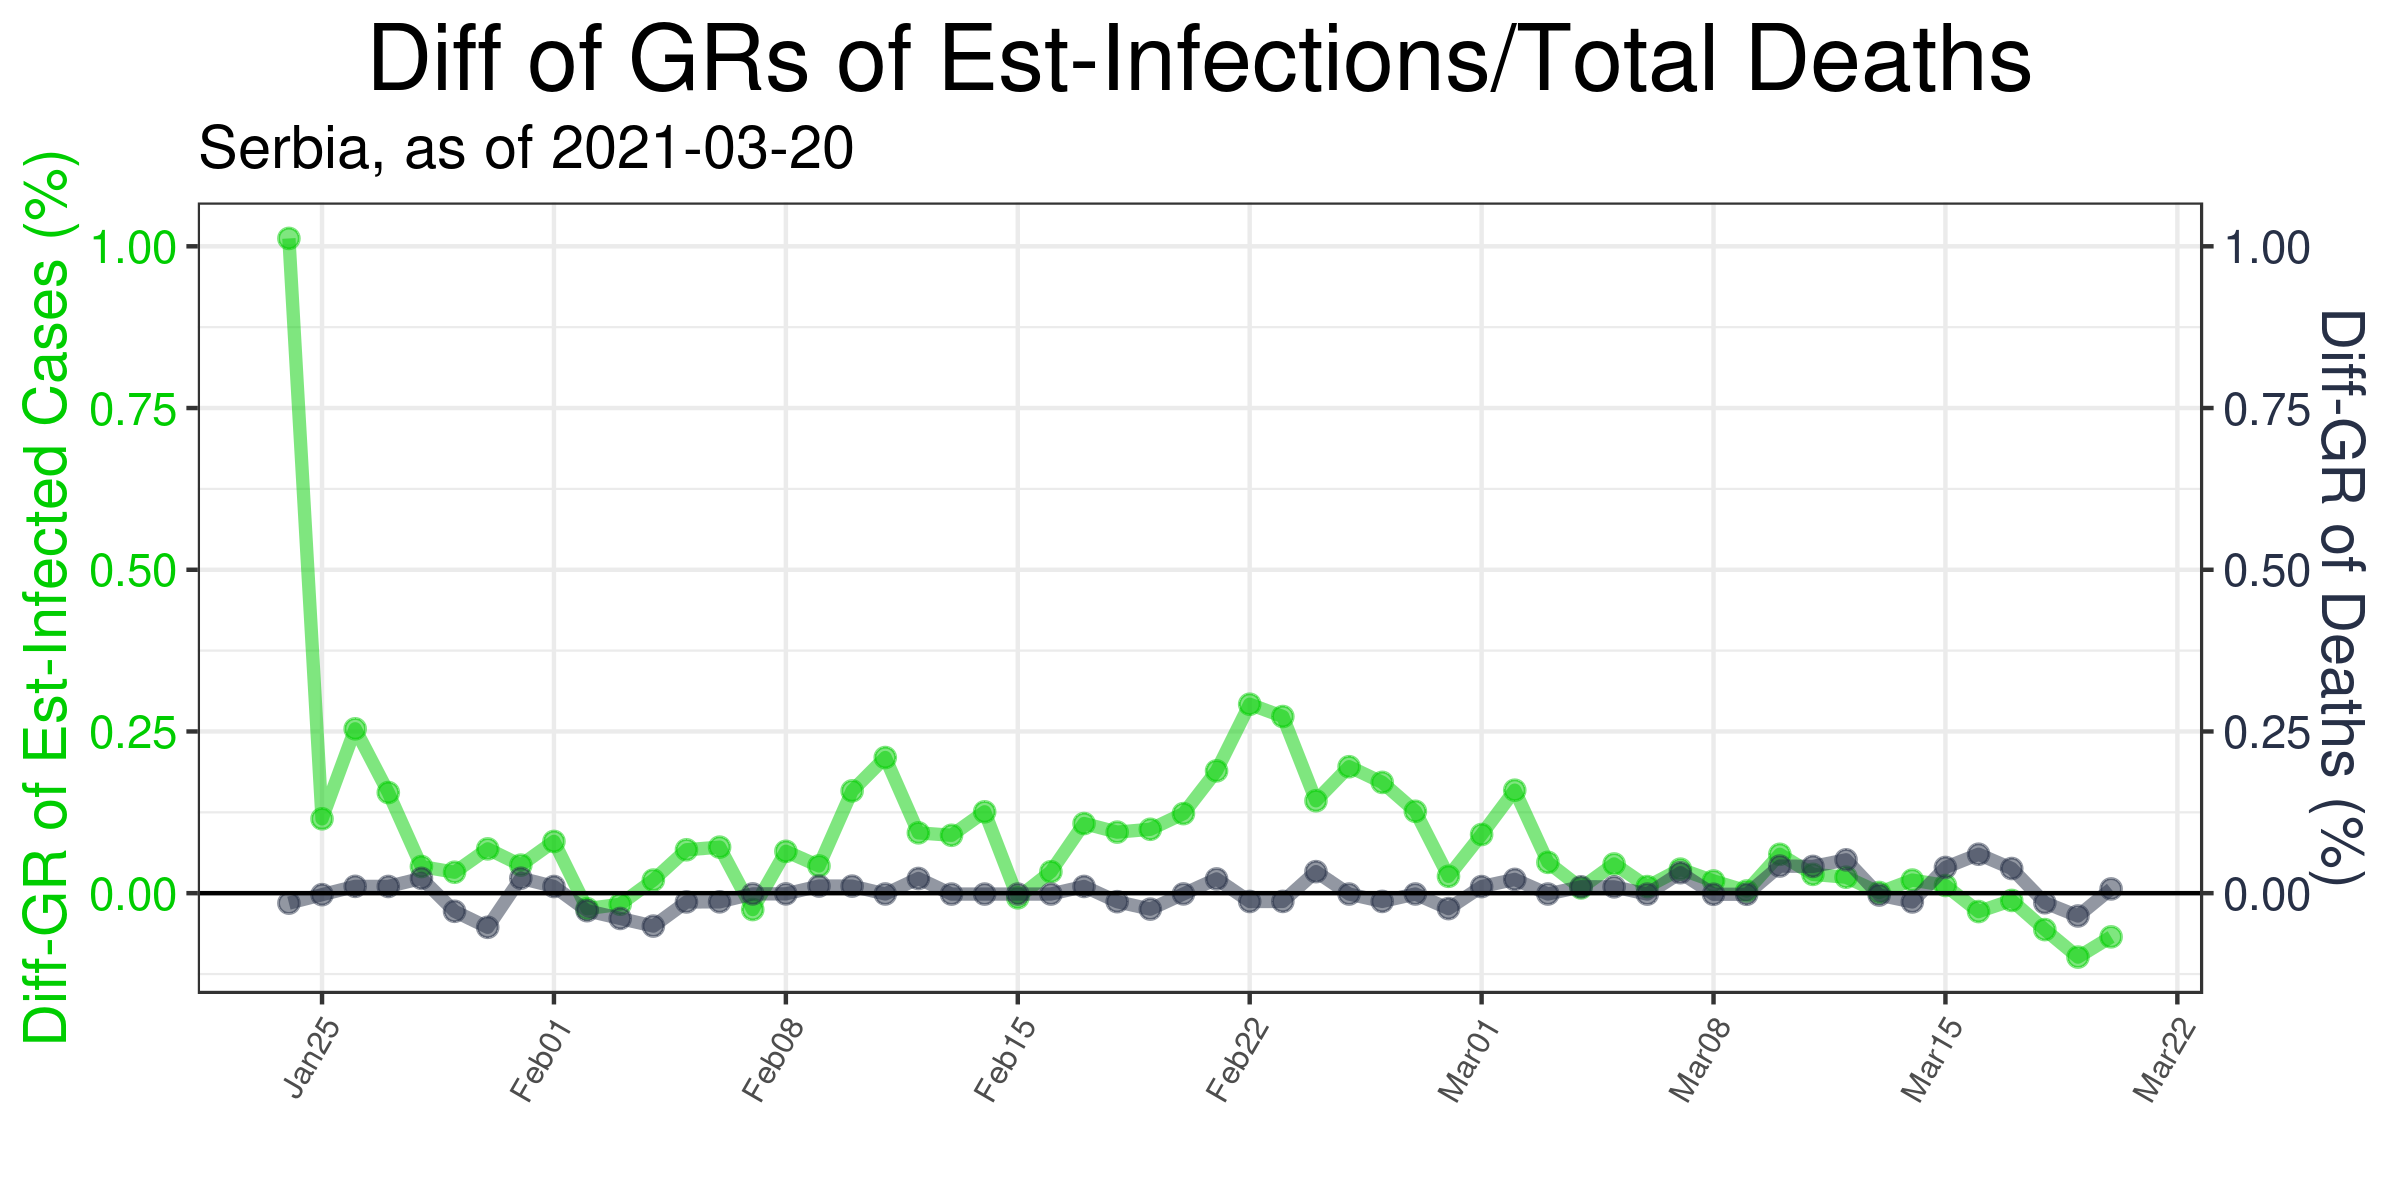 Diff of GRs of Est-Infections/Total Deaths
Serbia, as of 2021-03-20
Diff-GR of Est-Infected Cases (%)
1.00
0.75
0.50
0.25
0.00
1.00
0.75
0.50
0.25
0.00
Diff-GR of Deaths (%)
Jan25
Feb01
Feb08
Feb15
Feb22
Mar01
Mar08
Mar15
Mar22